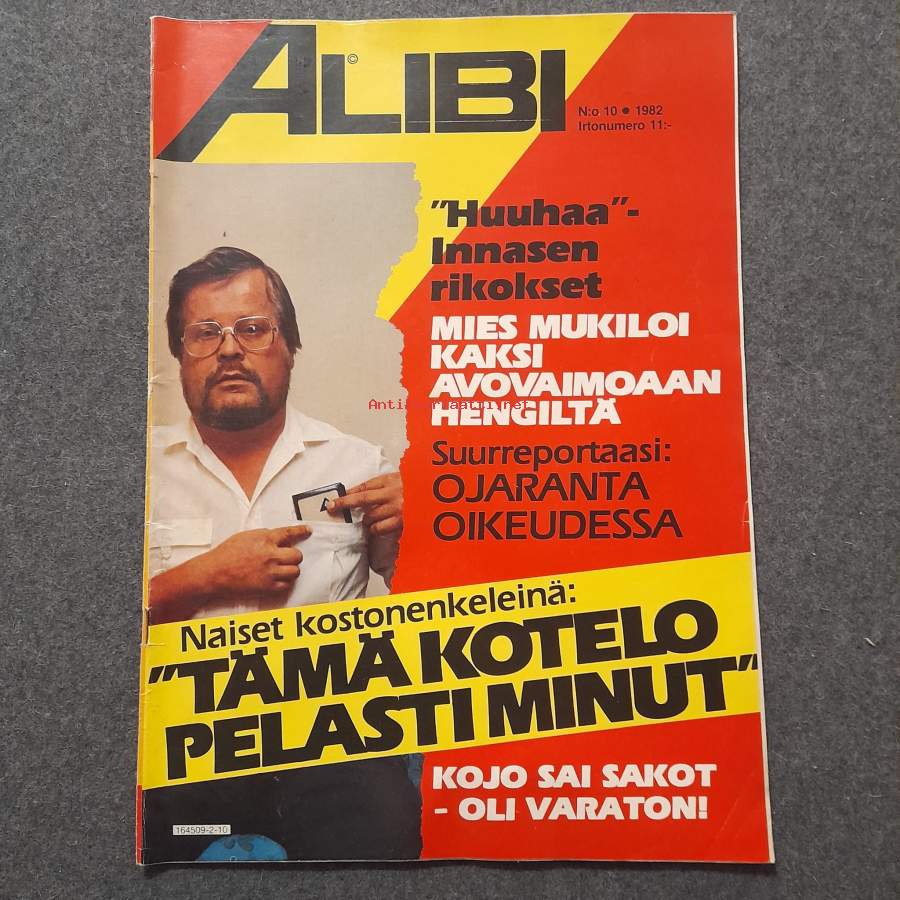 ALIBI
©
N:o 10 ● 1982
Irtonumero 11:-
"Huuhaa"-
Innasen
rikokset
MIES MUKILOI
KAKSI
AVOVAIMOAAN
HENGILTÄ
Suurreportaasi:
OJARANTA
OIKEUDESSA
Naiset kostonenkeleinä:
"TÄMÄ KOTELO
PELASTI MINUT"
KOJO SAI SAKOT
- OLI VARATON!
164509-2-10